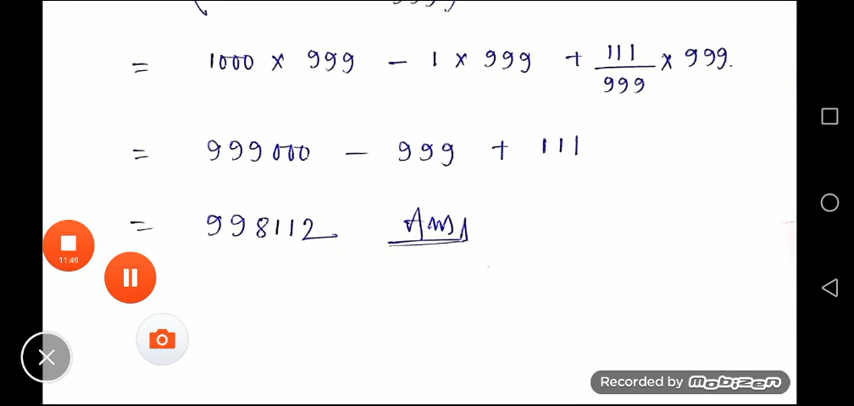 = 1000 × 999 - 1 × 999 + 111/999 × 999.
= 999000 - 999 + 111
= 998112 Ans
11:49
Recorded by mobizen